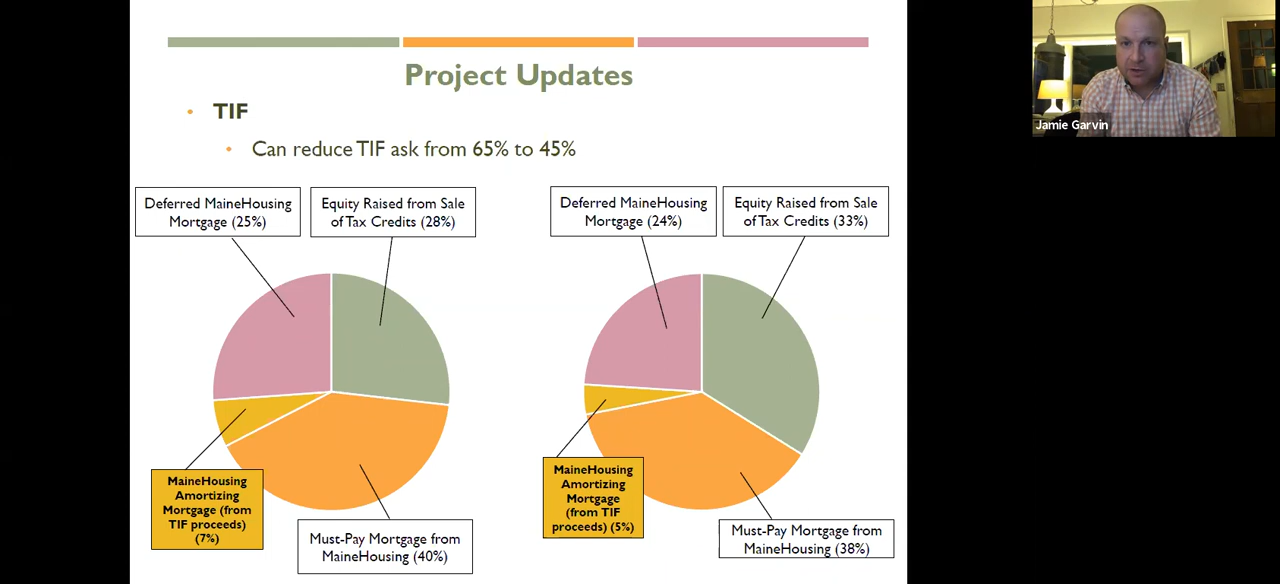 Project Updates
• TIF
• Can reduce TIF ask from 65% to 45%
Deferred MaineHousing
Mortgage (25%)
Equity Raised from Sale
of Tax Credits (28%)
MaineHousing
Amortizing
Mortgage (from
TIF proceeds)
(7%)
Must-Pay Mortgage from
MaineHousing (40%)
Deferred MaineHousing
Mortgage (24%)
Equity Raised from Sale
of Tax Credits (33%)
MaineHousing
Amortizing
Mortgage
(from TIF
proceeds) (5%)
Must-Pay Mortgage from
MaineHousing (38%)
Jamie Garvin